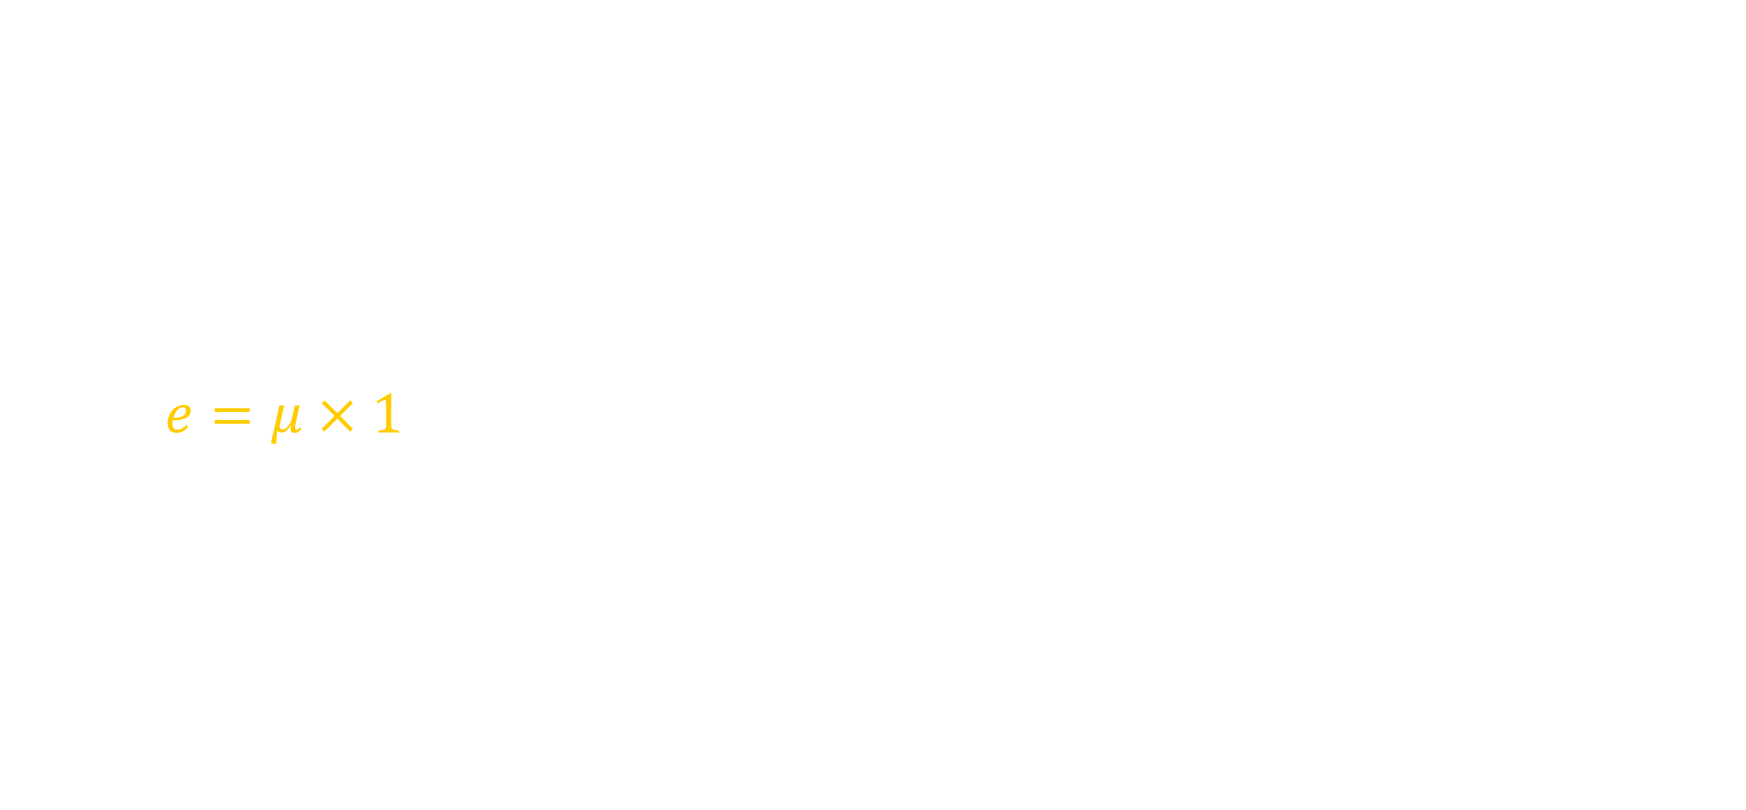 e = μ × 1